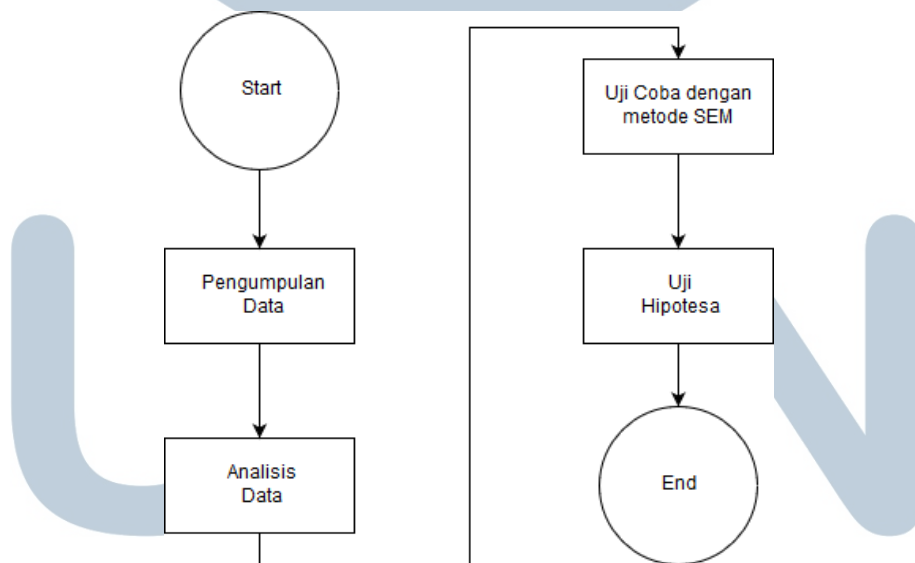 Start
Pengumpulan
Data
Analisis
Data
Uji Coba dengan
metode SEM
Uji
Hipotesa
End